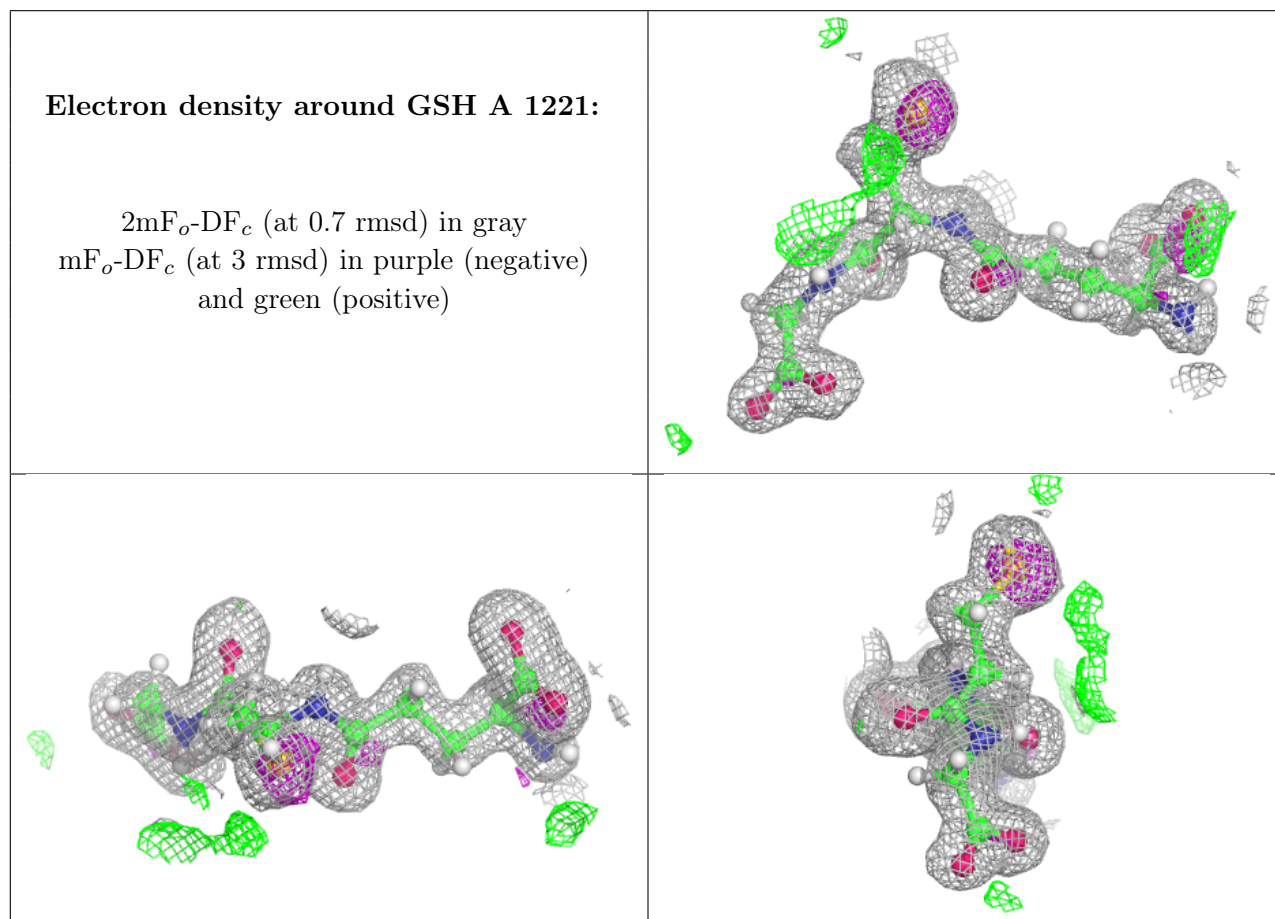 Electron density around GSH A 1221:
2mFo-DFc (at 0.7 rmsd) in gray
mFo-DFc (at 3 rmsd) in purple (negative)
and green (positive)